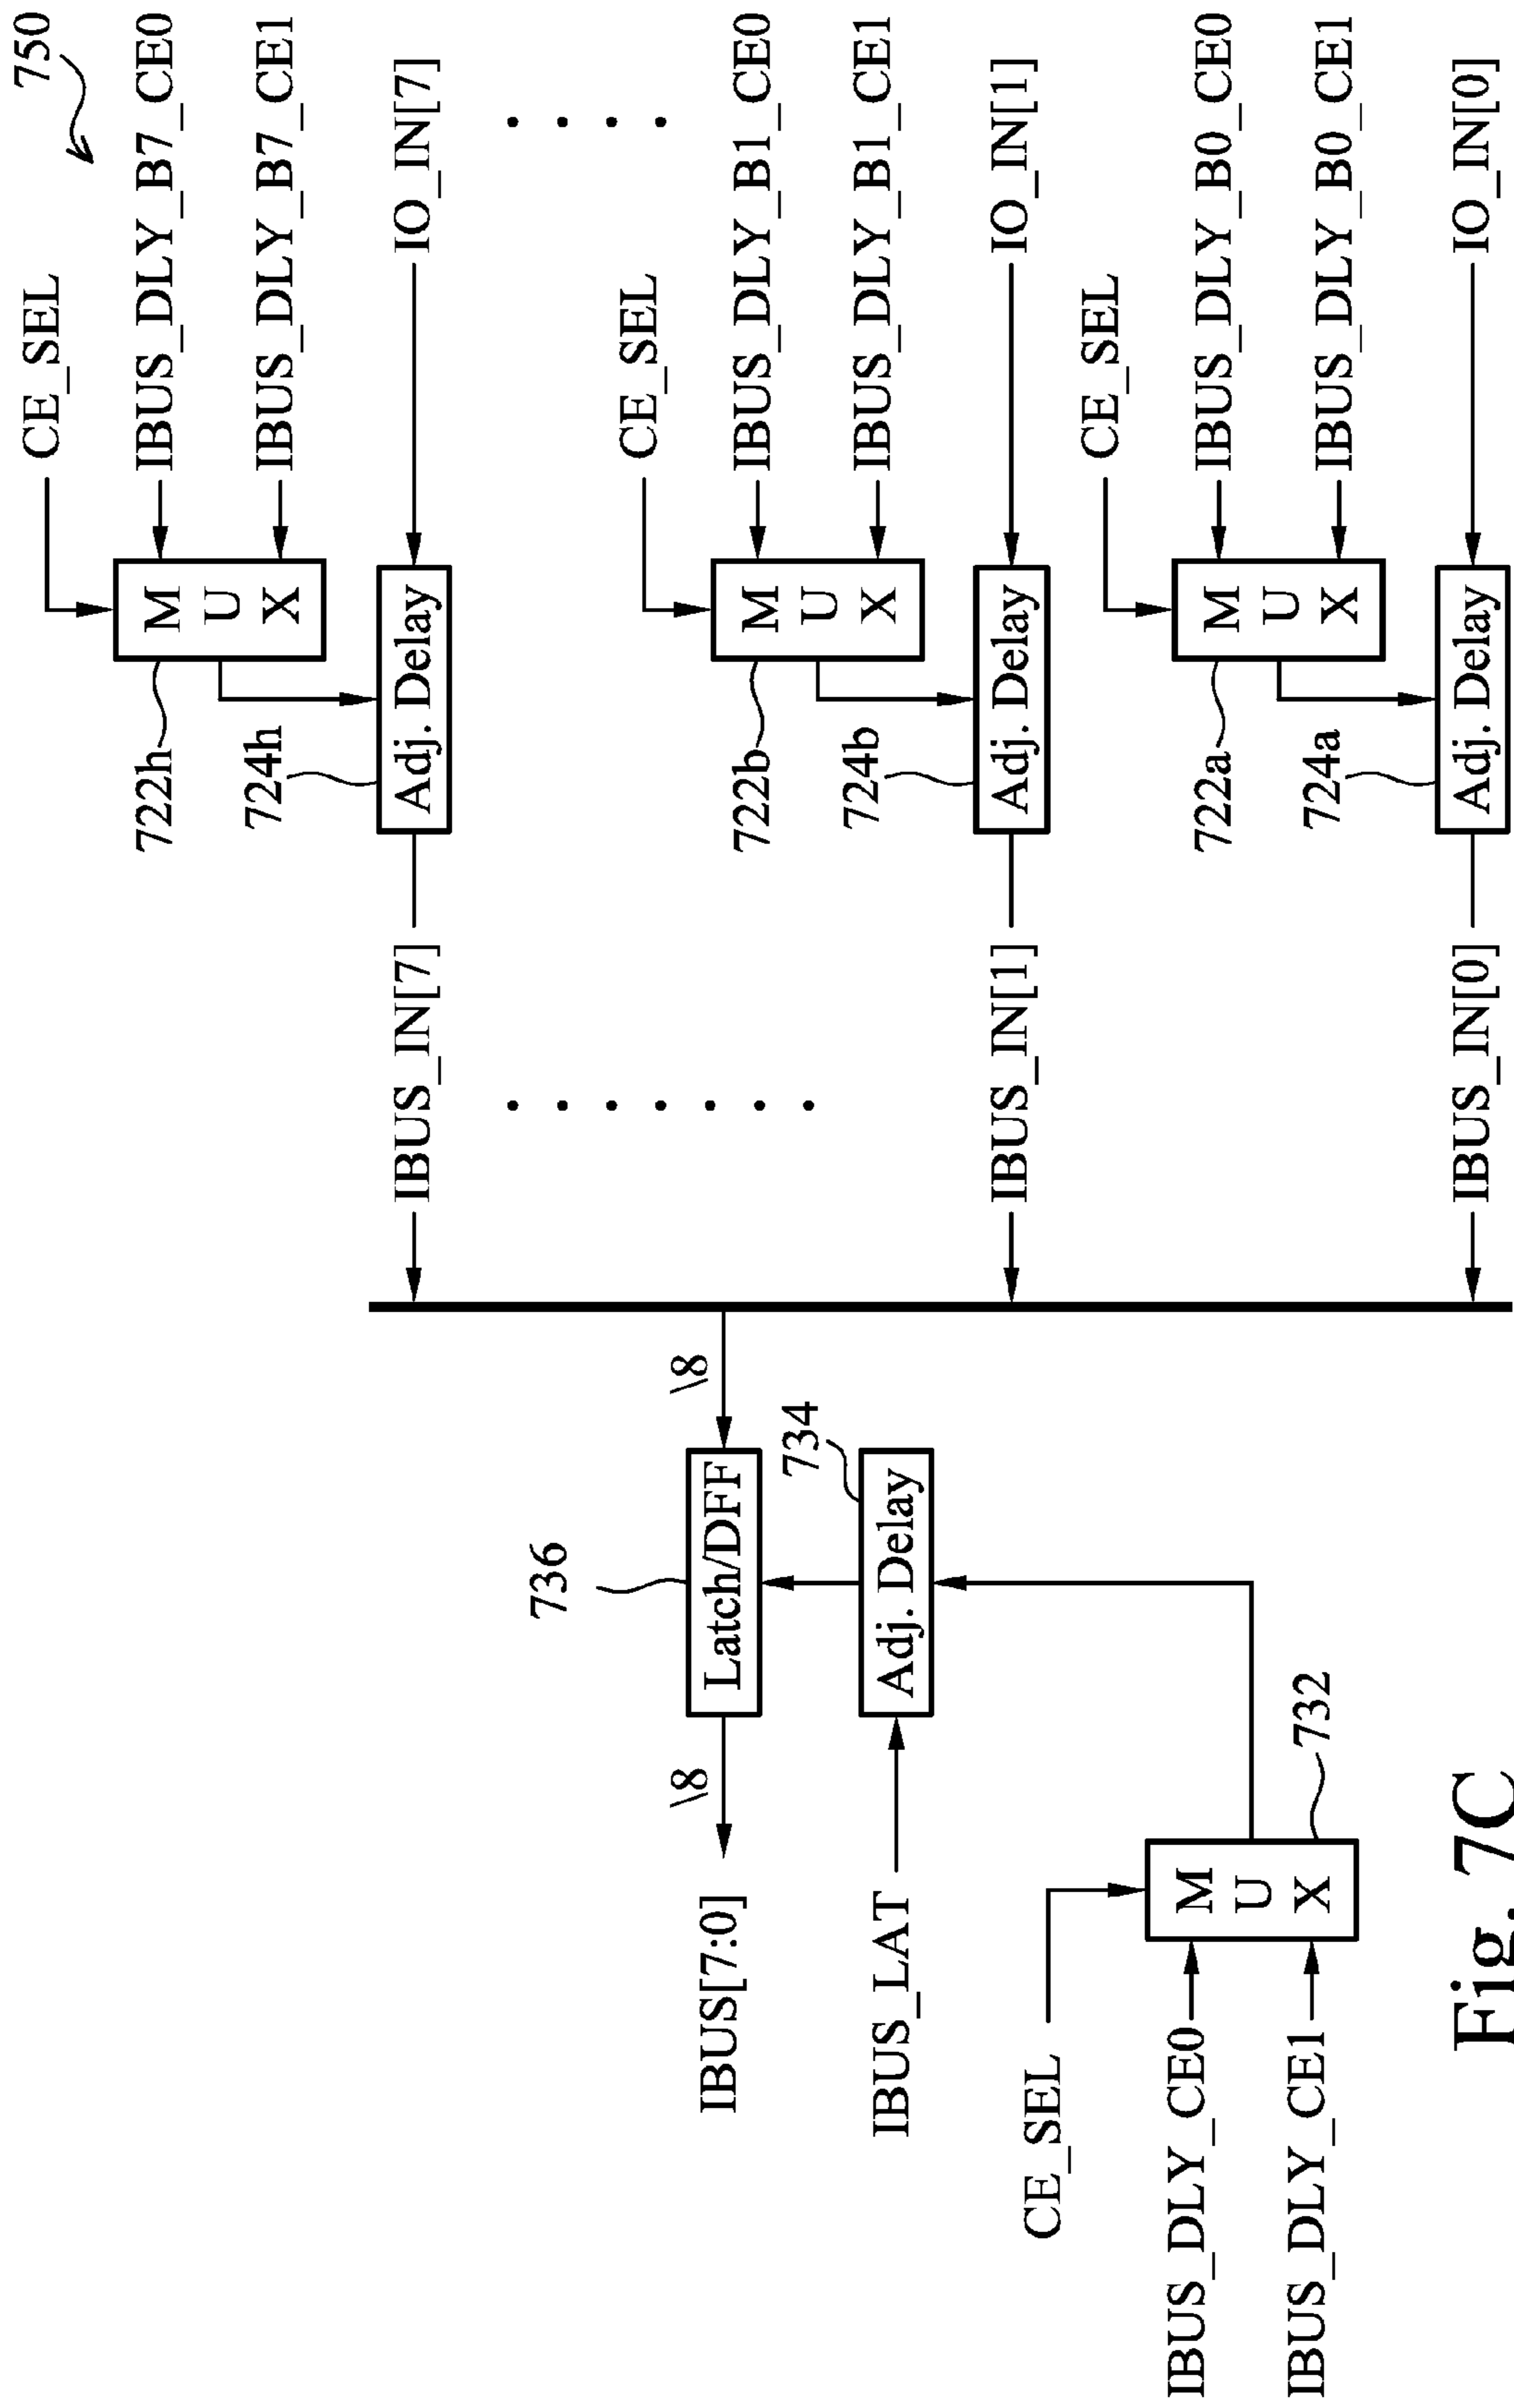 750
CE_SEL
IBUS_DLY_B7_CE0
IBUS_DLY_B7_CE1
MUX
722h
724h
IO_IN[7]
Adj. Delay
IBUS_IN[7]
CE_SEL
IBUS_DLY_B1_CE0
IBUS_DLY_B1_CE1
MUX
722b
724b
IO_IN[1]
Adj. Delay
IBUS_IN[1]
CE_SEL
IBUS_DLY_B0_CE0
IBUS_DLY_B0_CE1
MUX
722a
724a
IO_IN[0]
Adj. Delay
IBUS_IN[0]
\8
736
Latch/DFF
\8
IBUS[7:0]
734
Adj. Delay
IBUS_LAT
CE_SEL
IBUS_DLY_CE0
IBUS_DLY_CE1
MUX
732
Fig. 7C